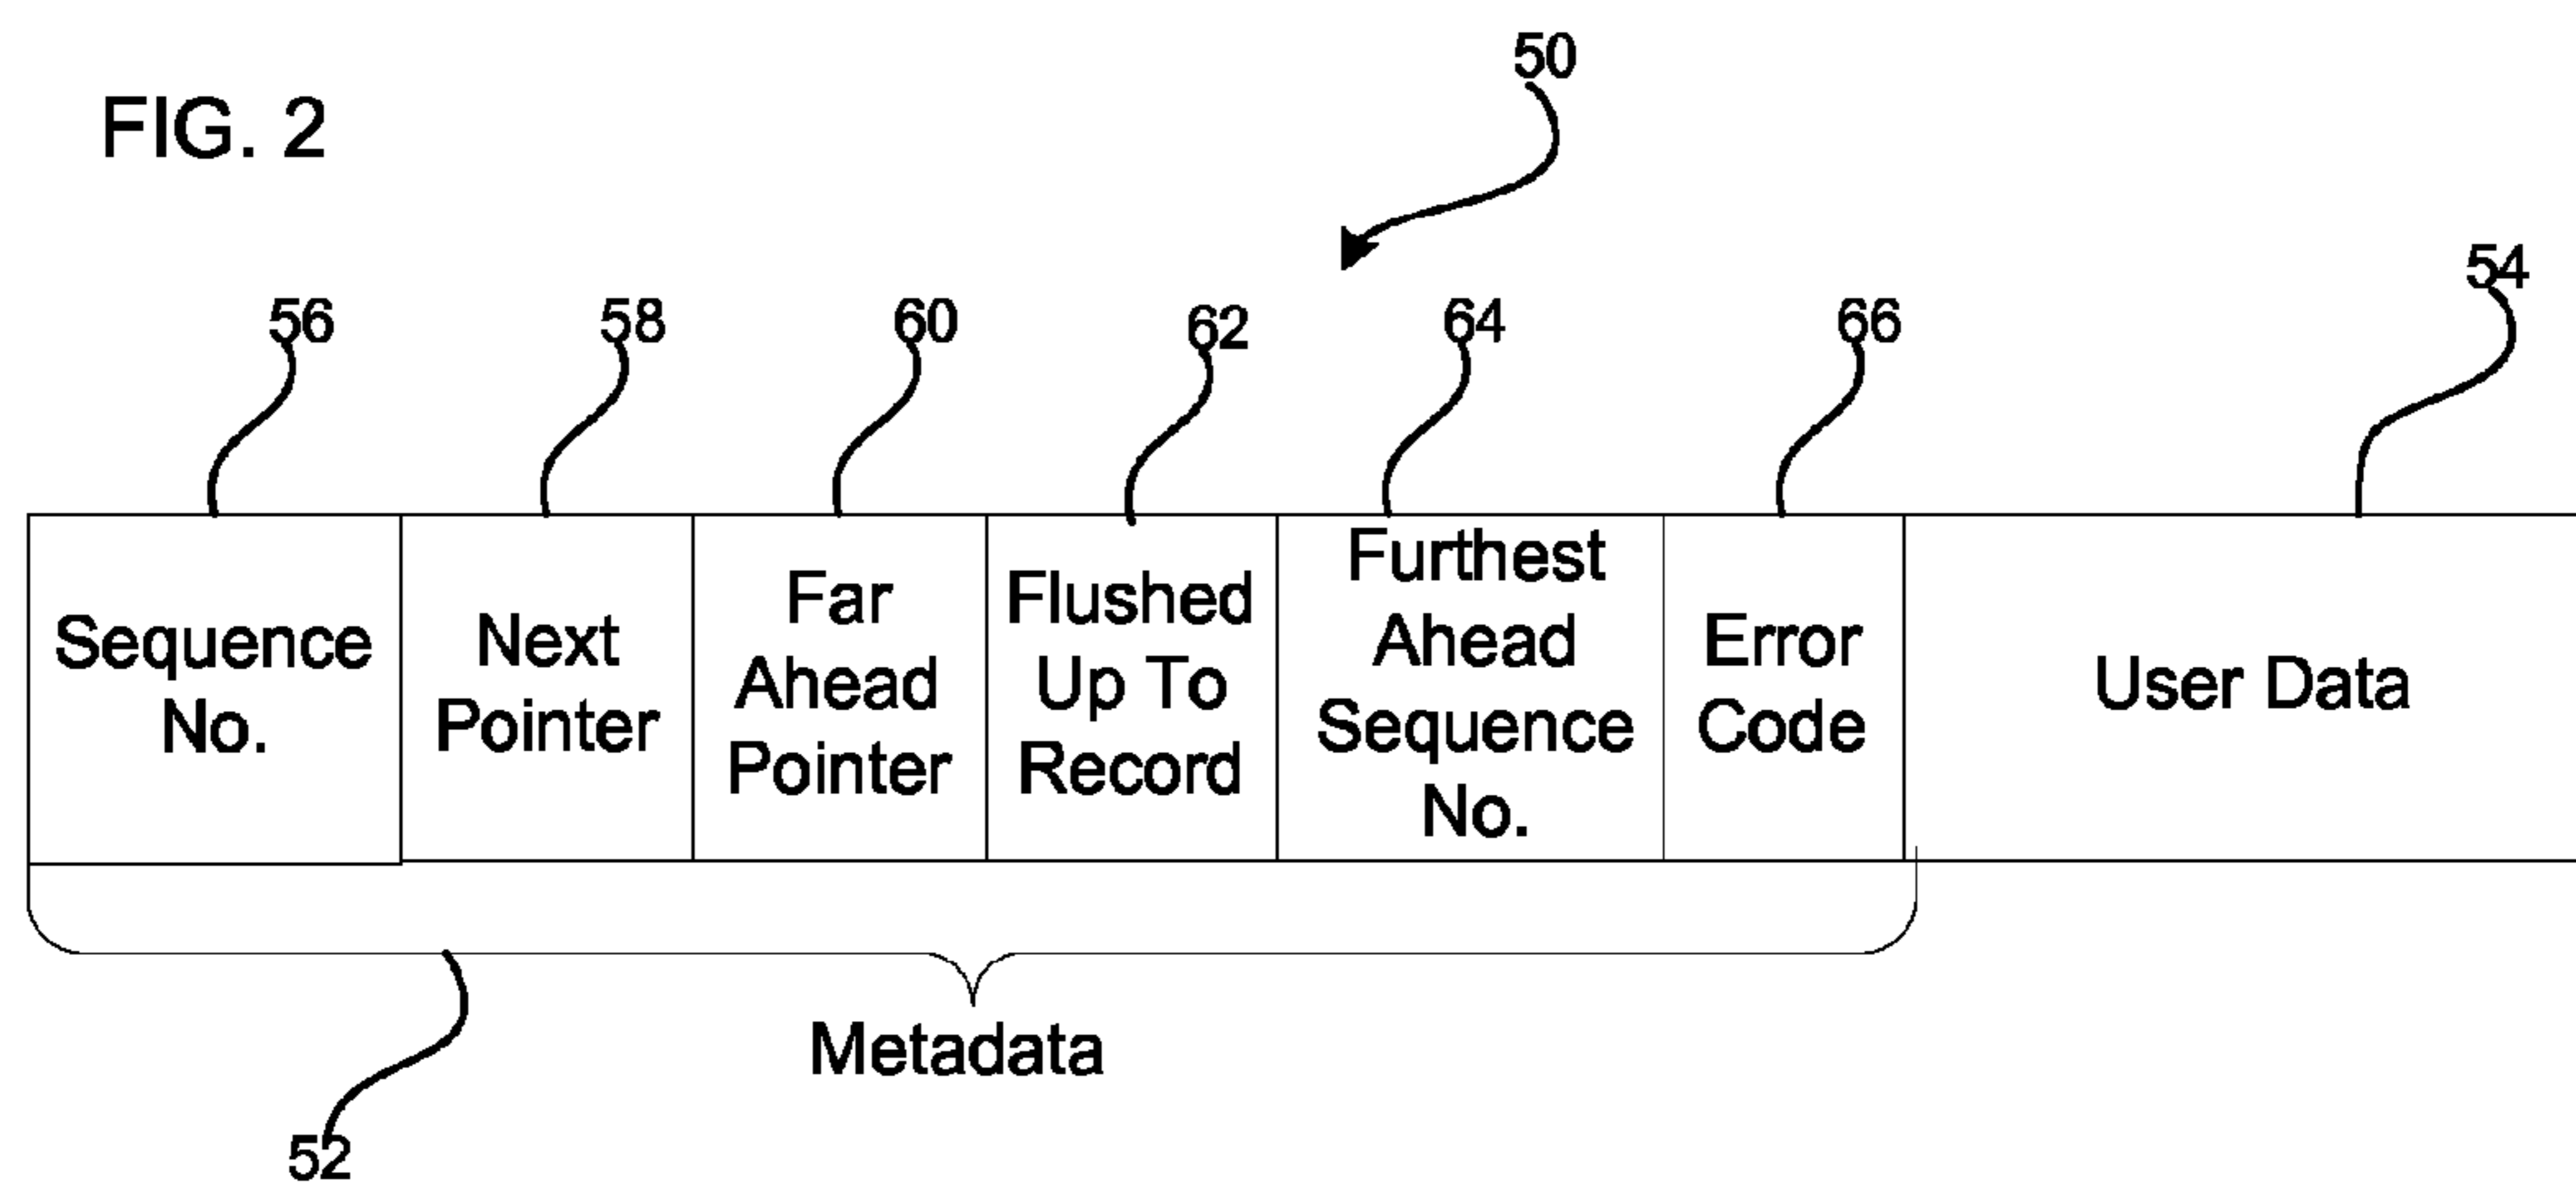 50
FIG. 2
54
56 58 60 62 64 66
Sequence
No.
Next
Pointer
Far
Ahead
Pointer
Flushed
Up To
Record
Furthest
Ahead
Sequence
No.
Error
Code
User Data
Metadata
52